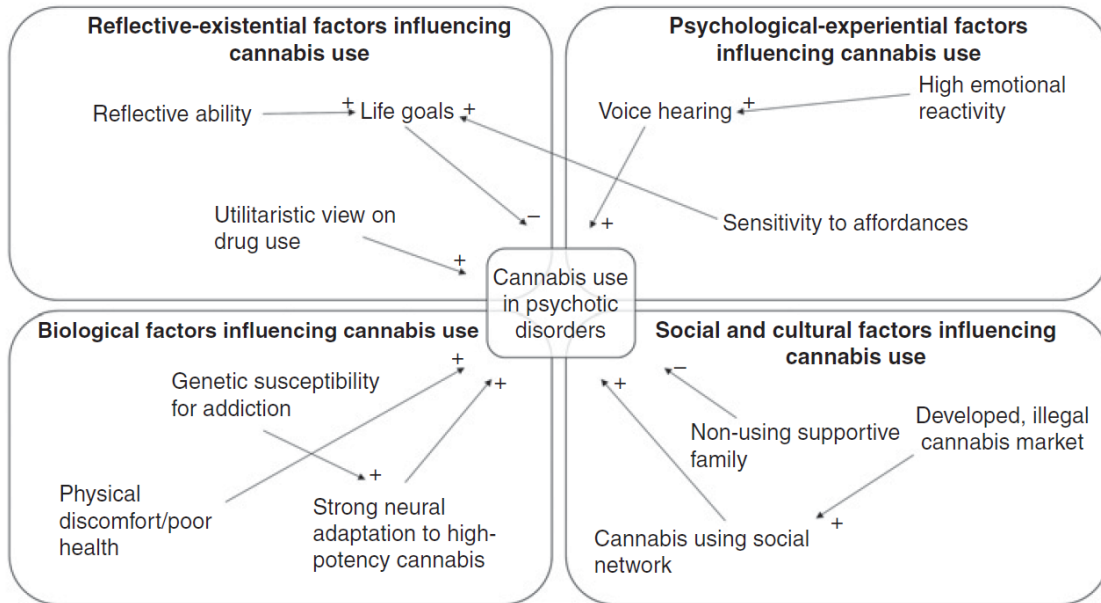 Reflective-existential factors influencing
cannabis use
Reflective ability
+
Life goals
+
−
Utilitaristic view on
drug use
+
Psychological-experiential factors
influencing cannabis use
High emotional
reactivity
Voice hearing
+
+
Sensitivity to affordances
Cannabis use
in psychotic
disorders
Biological factors influencing cannabis use
+
Genetic susceptibility
for addiction
+
+
Physical
discomfort/poor
health
Strong neural
adaptation to high-
potency cannabis
Social and cultural factors influencing
cannabis use
+
−
Non-using supportive
family
Developed, illegal
cannabis market
+
Cannabis using social
network